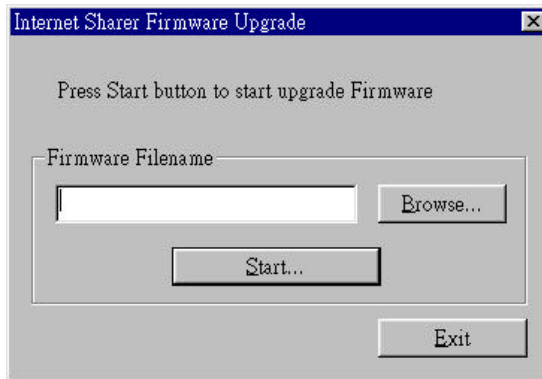 Internet Sharer Firmware Upgrade
Press Start button to start upgrade Firmware
Firmware Filename
Browse...
Start...
Exit